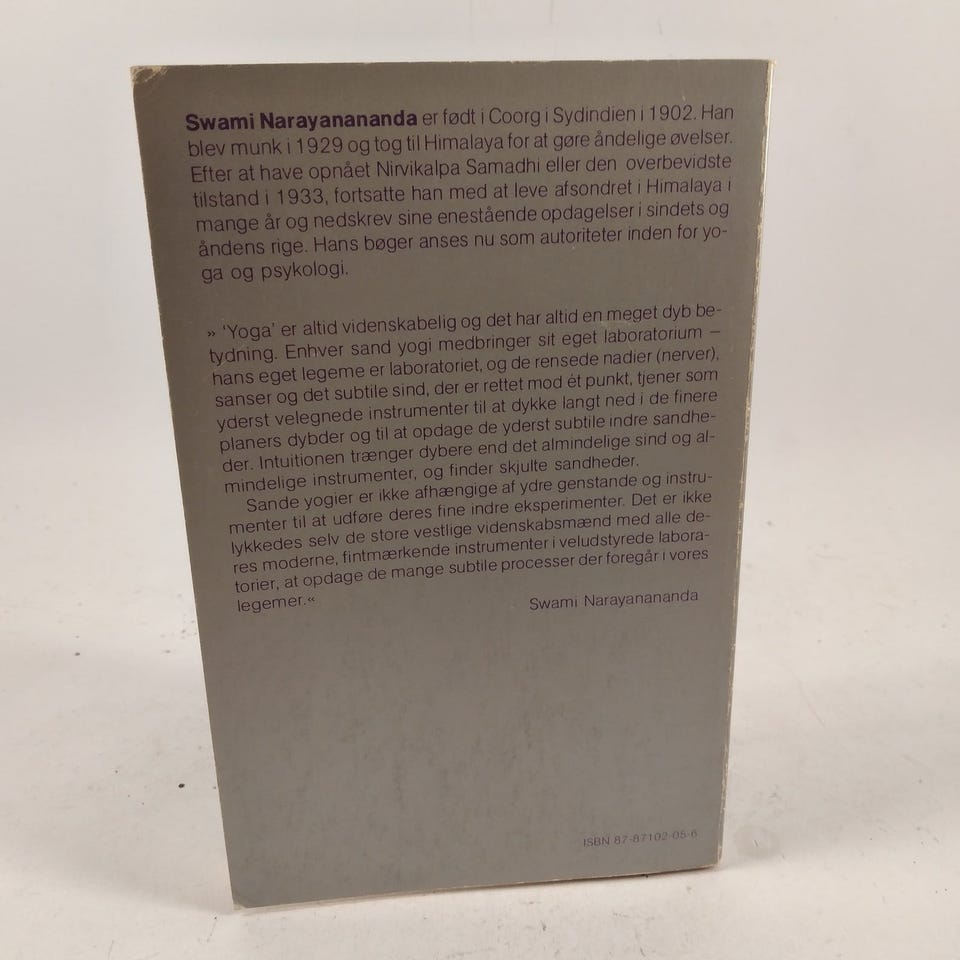 Swami Narayanananda er født i Coorg i Sydindien i 1902. Han
blev munk i 1929 og tog til Himalaya for at gøre åndelige øvelser.
Efter at have opnået Nirvikalpa Samadhi eller den overbevidste
tilstand i 1933, fortsatte han med at leve afsondret i Himalaya i
mange år og nedskrev sine enestående opdagelser i sindets og
åndens rige. Hans bøger anses nu som autoriteter inden for yo-
ga og psykologi.
» 'Yoga' er altid videnskabelig og det har altid en meget dyb be-
tydning. Enhver sand yogi medbringer sit eget laboratorium –
hans eget legeme er laboratoriet, og de rensede nadier (nerver),
sanser og det subtile sind, der er rettet mod ét punkt, tjener som
yderst velegnede instrumenter til at dykke langt ned i de finere
planers dybder og til at opdage de yderst subtile indre sandhe-
der. Intuitionen trænger dybere end det almindelige sind og al-
mindelige instrumenter, og finder skjulte sandheder.
Sande yogier er ikke afhængige af ydre genstande og instru-
menter til at udføre deres fine indre eksperimenter. Det er ikke
lykkedes selv de store vestlige videnskabsmænd med alle de-
res moderne, fintmærkende instrumenter i veludstyrede labora-
torier, at opdage de mange subtile processer der foregår i vores
legemer.«
Swami Narayanananda
ISBN 87-87102-05-6